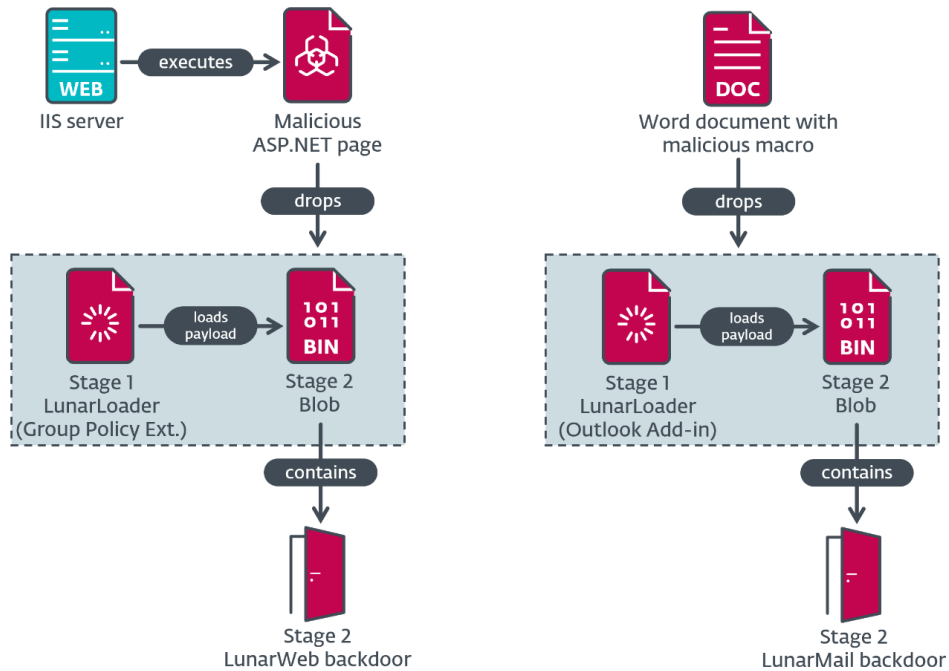 WEB
executes
IIS server
Malicious
ASP.NET page
drops
101
011
BIN
loads
payload
Stage 1
LunarLoader
(Group Policy Ext.)
Stage 2
Blob
contains
Stage 2
LunarWeb backdoor
DOC
Word document with
malicious macro
drops
101
011
BIN
loads
payload
Stage 1
LunarLoader
(Outlook Add-in)
Stage 2
Blob
contains
Stage 2
LunarMail backdoor